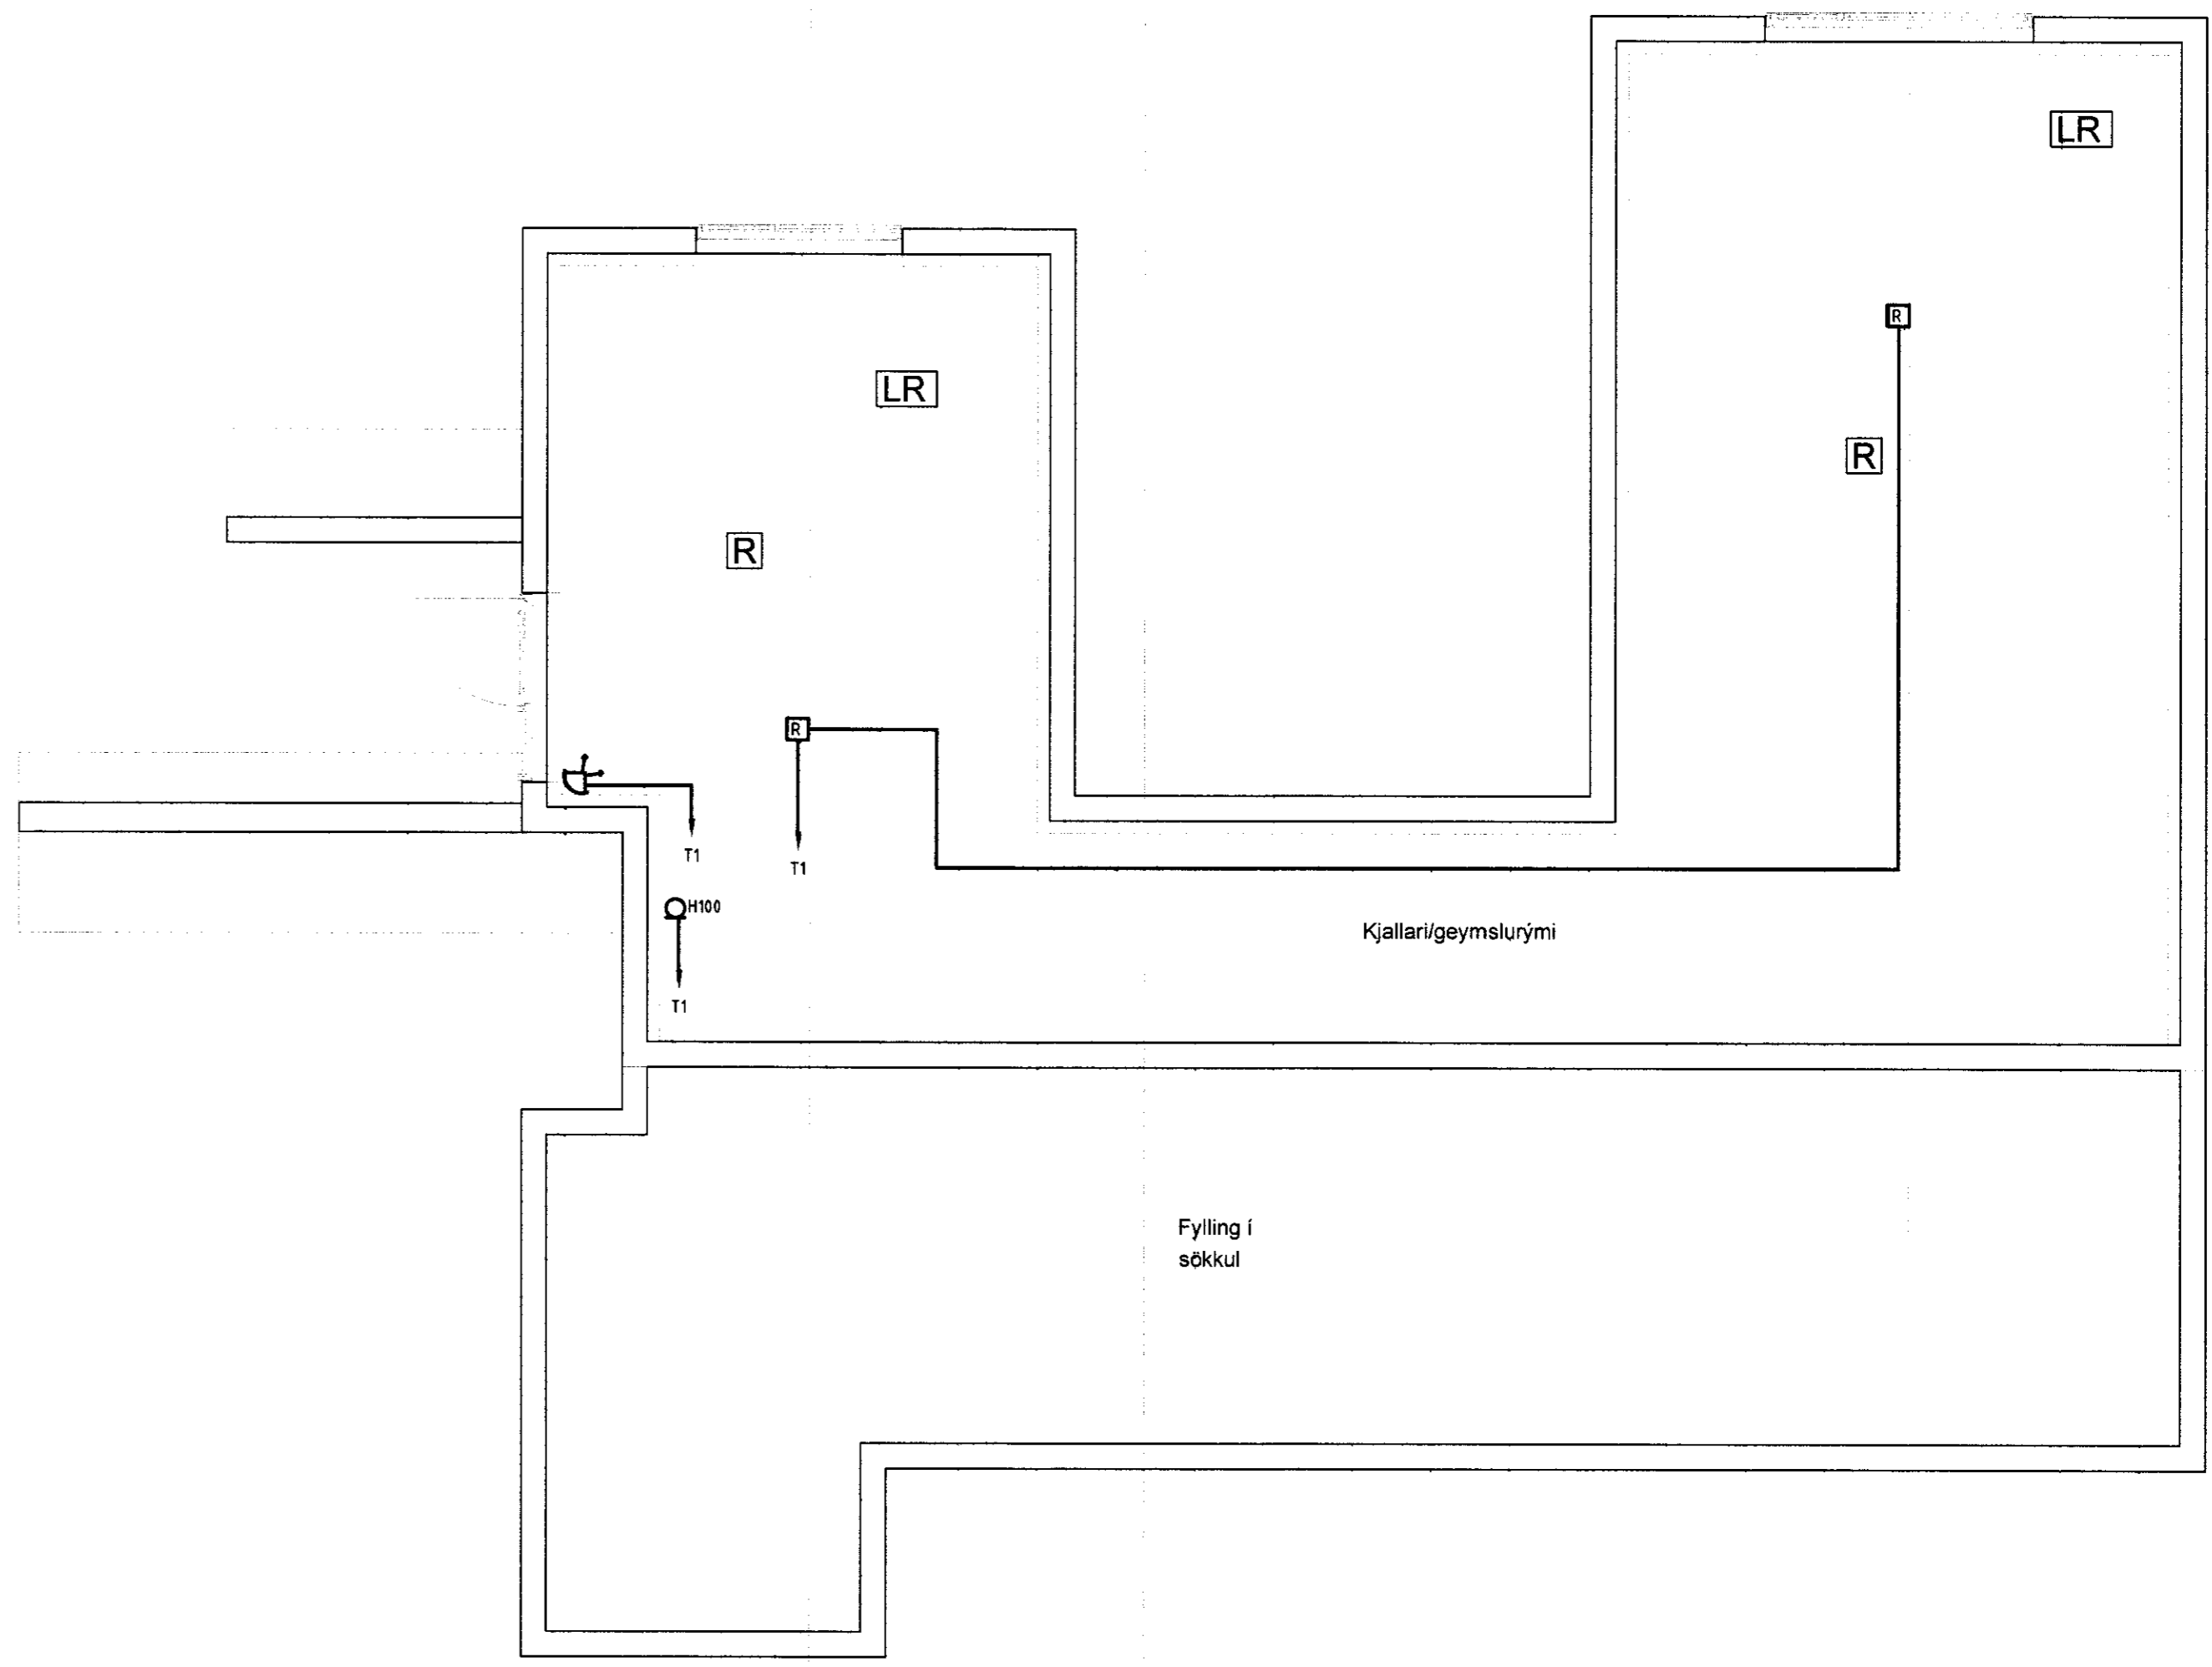 LR
R
LR
R
R
R
T1
T1
H100
Kjallari/geymslurými
T1
Fylling í
sökkul